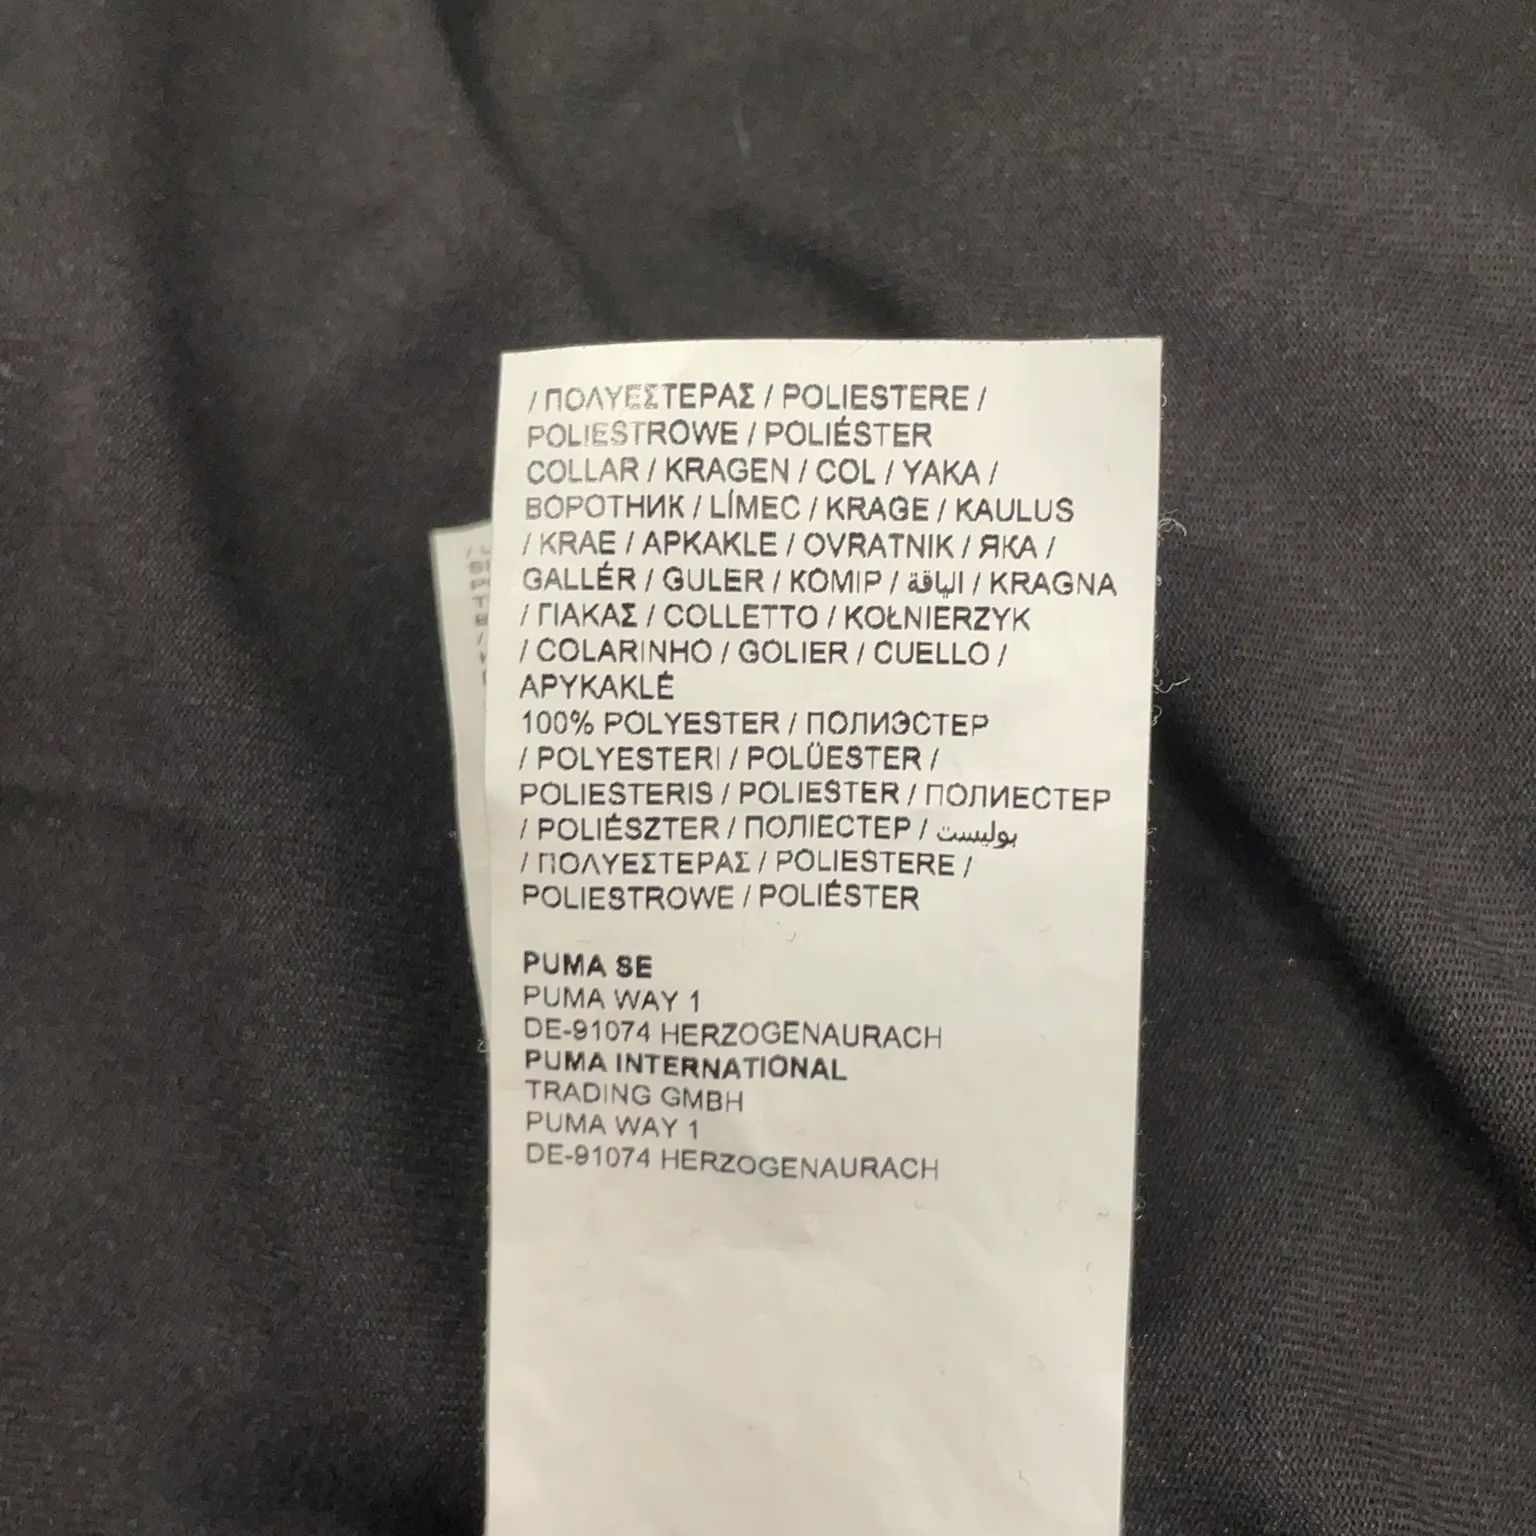 / ΠΟΛΥΕΣΤΕΡΑΣ / POLIESTERE /
POLIESTROWE / POLIÉSTER
COLLAR / KRAGEN / COL / YAKA /
ВОРОТНИК / LÍMEC / KRAGE / KAULUS
/ KRAE / APKAKLE / OVRATNIK / ЯКА /
GALLÉR / GULER / КОМІР / الياقة / KRAGNA
/ ΓΙΑΚΑΣ / COLLETTO / KOŁNIERZYK
/ COLARINHO / GOLIER / CUELLO /
APYKAKLĖ
100% POLYESTER / ПОЛИЭСТЕР
/ POLYESTERI / POLÜESTER /
POLIESTERIS / POLIESTER / ПОЛИЕСТЕР
/ POLIÉSZTER / ПОЛІЕСТЕР / بوليست
/ ΠΟΛΥΕΣΤΕΡΑΣ / POLIESTERE /
POLIESTROWE / POLIÉSTER
PUMA SE
PUMA WAY 1
DE-91074 HERZOGENAURACH
PUMA INTERNATIONAL
TRADING GMBH
PUMA WAY 1
DE-91074 HERZOGENAURACH